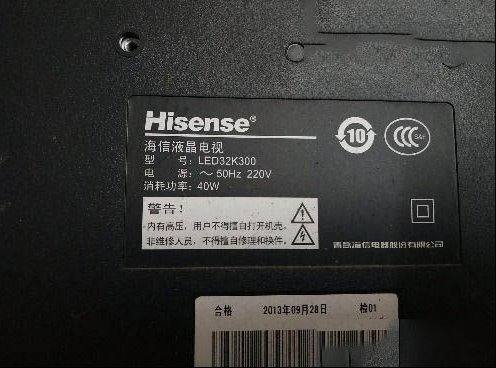 Hisense®
海信液晶电视
型 号: LED32K300
电 源: ～ 50Hz 220V
消耗功率: 40W
10
CCC
S&E
警告!
内有高压，用户不得擅自打开机壳。
非维修人员，不得擅自修理和换件。
青岛海信电器股份有限公司
合格 2013年09月28日 检01